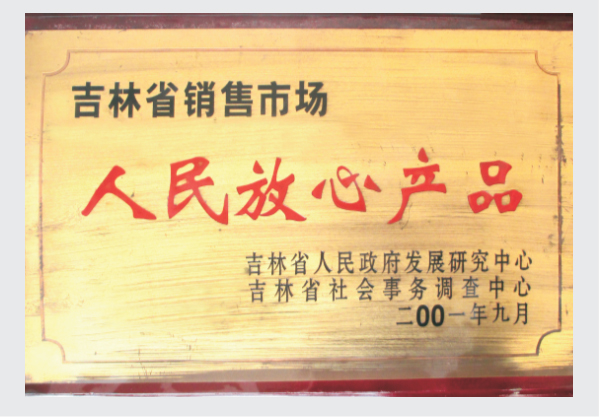 吉林省销售市场
人民放心产品
吉林省人民政府发展研究中心
吉林省社会事务调查中心
二00一年九月